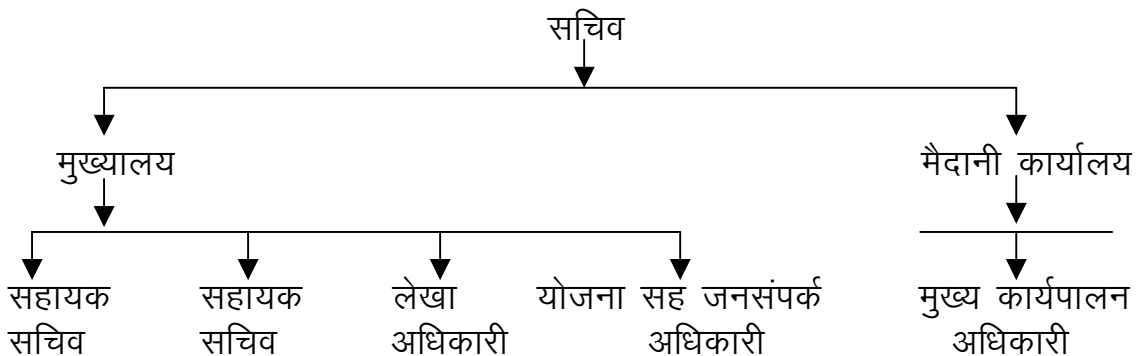 सचिव
मुख्यालय मैदानी कार्यालय
सहायक सहायक लेखा योजना सह जनसंपर्क मुख्य कार्यपालन
सचिव सचिव अधिकारी अधिकारी अधिकारी